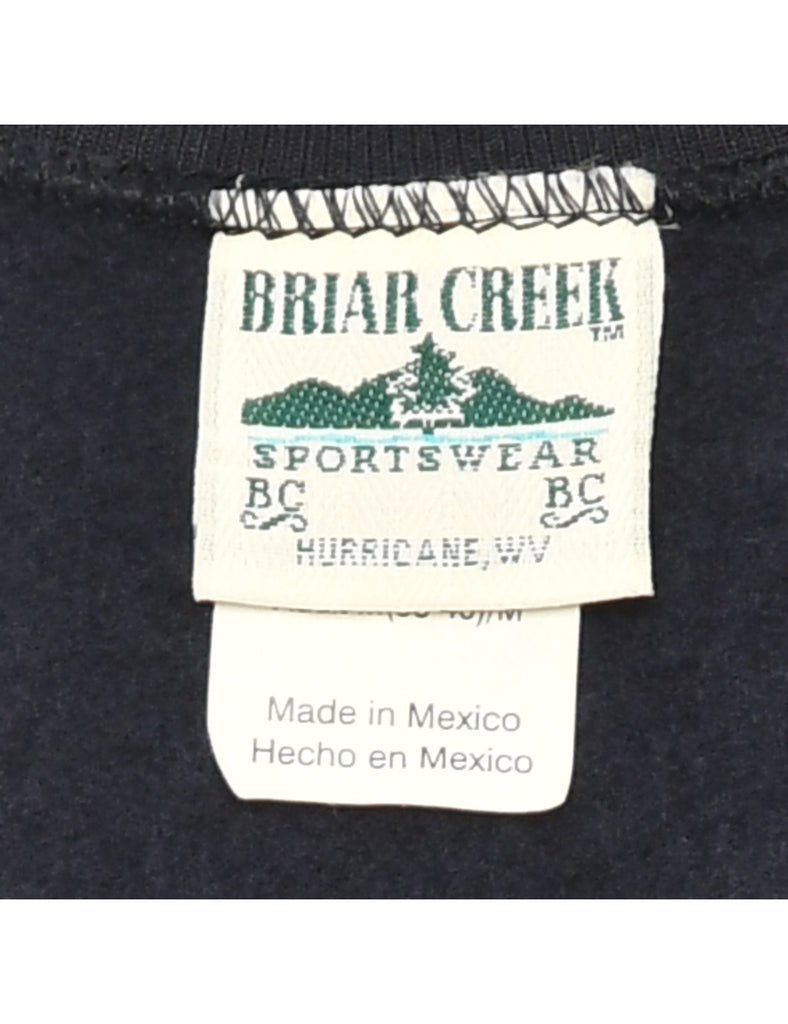 BRIAR CREEK
TM
SPORTSWEAR
BC BC
HURRICANE, WV
Made in Mexico
Hecho en Mexico